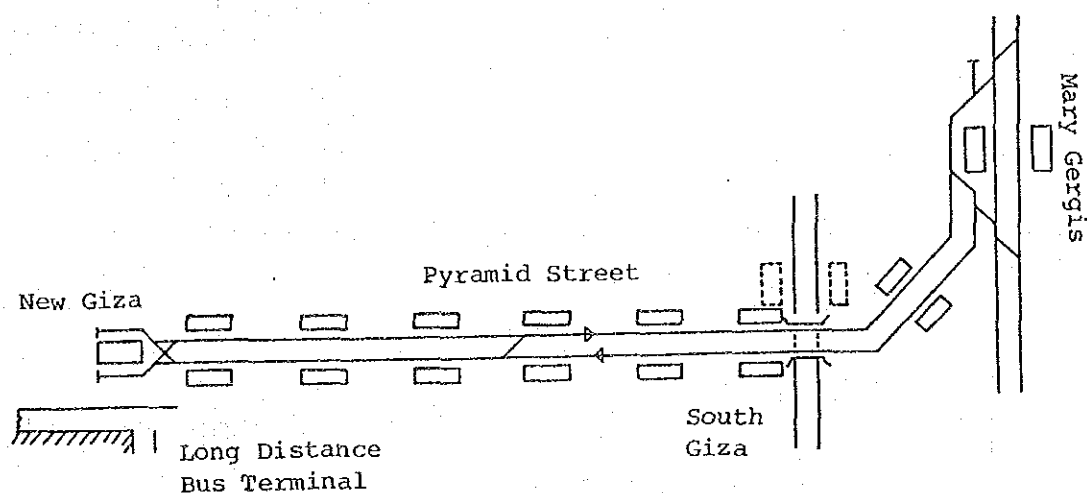 Mary Gergis
Pyramid Street
New Giza
South
Giza
Long Distance
Bus Terminal